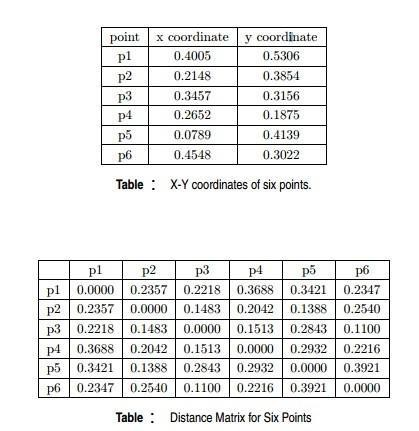 point x coordinate y coordinate
p1 0.4005 0.5306
p2 0.2148 0.3854
p3 0.3457 0.3156
p4 0.2652 0.1875
p5 0.0789 0.4139
p6 0.4548 0.3022
Table : X-Y coordinates of six points.
p1 p2 p3 p4 p5 p6
p1 0.0000 0.2357 0.2218 0.3688 0.3421 0.2347
p2 0.2357 0.0000 0.1483 0.2042 0.1388 0.2540
p3 0.2218 0.1483 0.0000 0.1513 0.2843 0.1100
p4 0.3688 0.2042 0.1513 0.0000 0.2932 0.2216
p5 0.3421 0.1388 0.2843 0.2932 0.0000 0.3921
p6 0.2347 0.2540 0.1100 0.2216 0.3921 0.0000
Table : Distance Matrix for Six Points